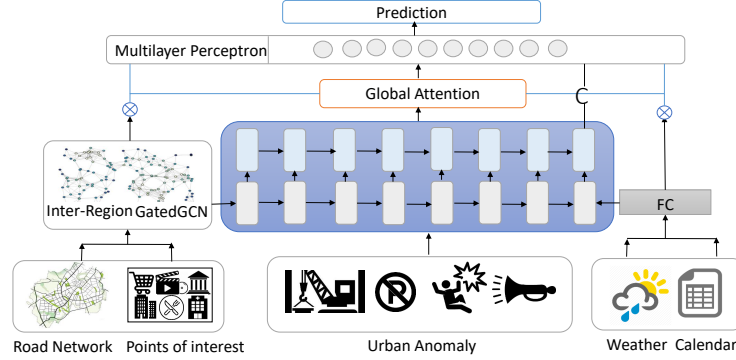 Prediction
Multilayer Perceptron
Global Attention
C
Inter-Region GatedGCN
FC
Road Network
Points of interest
Urban Anomaly
Weather Calendar